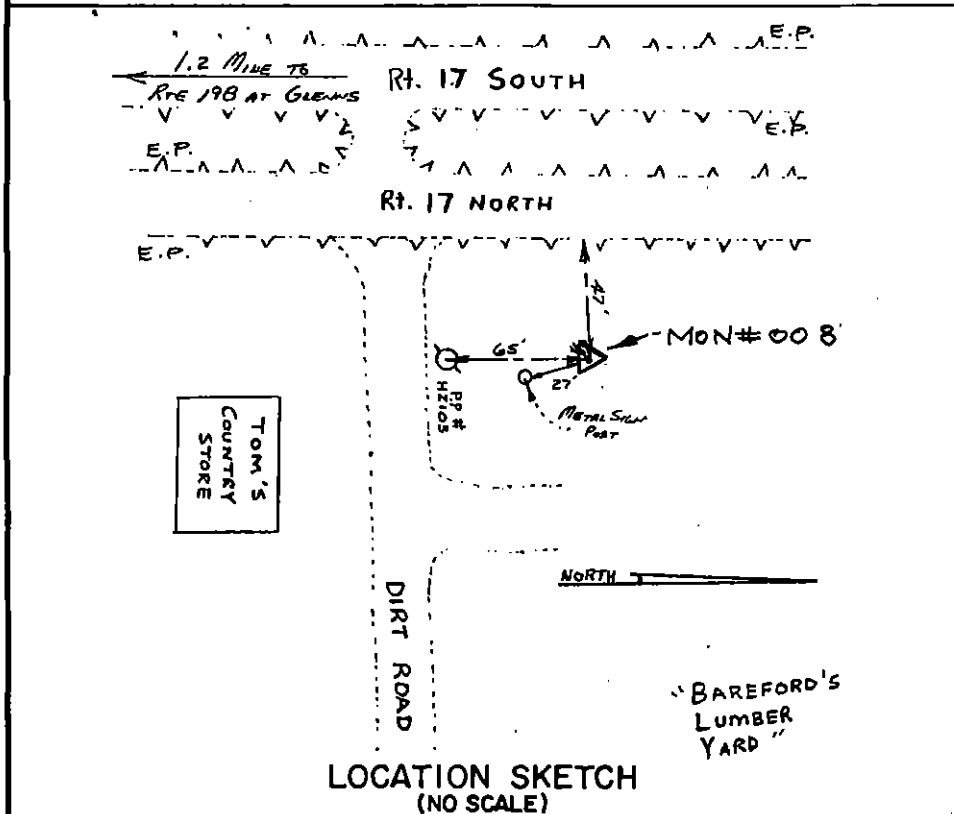 E.P.
1.2 MILE TO
RTE 198 AT GLENNS
Rt. 17 SOUTH
E.P.
E.P.
Rt. 17 NORTH
E.P.
47'
MON# 008
65'
27'
P.P #
HZ105
METAL SIGN
POST
TOM'S
COUNTRY
STORE
NORTH
DIRT ROAD
"BAREFORD'S
LUMBER
YARD"
LOCATION SKETCH
(NO SCALE)